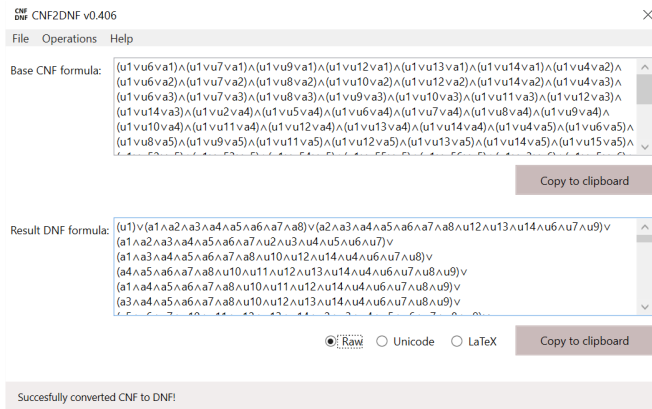 CNF
DNF CNF2DNF v0.406
File Operations Help
Base CNF formula:
(u1∨u6∨a1)∧(u1∨u7∨a1)∧(u1∨u9∨a1)∧(u1∨u12∨a1)∧(u1∨u13∨a1)∧(u1∨u14∨a1)∧(u1∨u4∨a2)∧
(u1∨u6∨a2)∧(u1∨u7∨a2)∧(u1∨u8∨a2)∧(u1∨u10∨a2)∧(u1∨u12∨a2)∧(u1∨u14∨a2)∧(u1∨u4∨a3)∧
(u1∨u6∨a3)∧(u1∨u7∨a3)∧(u1∨u8∨a3)∧(u1∨u9∨a3)∧(u1∨u10∨a3)∧(u1∨u11∨a3)∧(u1∨u12∨a3)∧
(u1∨u14∨a3)∧(u1∨u2∨a4)∧(u1∨u5∨a4)∧(u1∨u6∨a4)∧(u1∨u7∨a4)∧(u1∨u8∨a4)∧(u1∨u9∨a4)∧
(u1∨u10∨a4)∧(u1∨u11∨a4)∧(u1∨u12∨a4)∧(u1∨u13∨a4)∧(u1∨u14∨a4)∧(u1∨u4∨a5)∧(u1∨u6∨a5)∧
(u1∨u8∨a5)∧(u1∨u9∨a5)∧(u1∨u11∨a5)∧(u1∨u12∨a5)∧(u1∨u13∨a5)∧(u1∨u14∨a5)∧(u1∨u15∨a5)∧
Copy to clipboard
Result DNF formula:
(u1)∨(a1∧a2∧a3∧a4∧a5∧a6∧a7∧a8)∨(a2∧a3∧a4∧a5∧a6∧a7∧a8∧u12∧u13∧u14∧u6∧u7∧u9)∨
(a1∧a2∧a3∧a4∧a5∧a6∧a7∧u2∧u3∧u4∧u5∧u6∧u7)∨
(a1∧a3∧a4∧a5∧a6∧a7∧a8∧u10∧u12∧u14∧u4∧u6∧u7∧u8)∨
(a4∧a5∧a6∧a7∧a8∧u10∧u11∧u12∧u13∧u14∧u4∧u6∧u7∧u8∧u9)∨
(a1∧a4∧a5∧a6∧a7∧a8∧u10∧u11∧u12∧u14∧u4∧u6∧u7∧u8∧u9)∨
(a3∧a4∧a5∧a6∧a7∧a8∧u10∧u12∧u13∧u14∧u4∧u6∧u7∧u8∧u9)∨
Raw Unicode LaTeX
Copy to clipboard
Succesfully converted CNF to DNF!